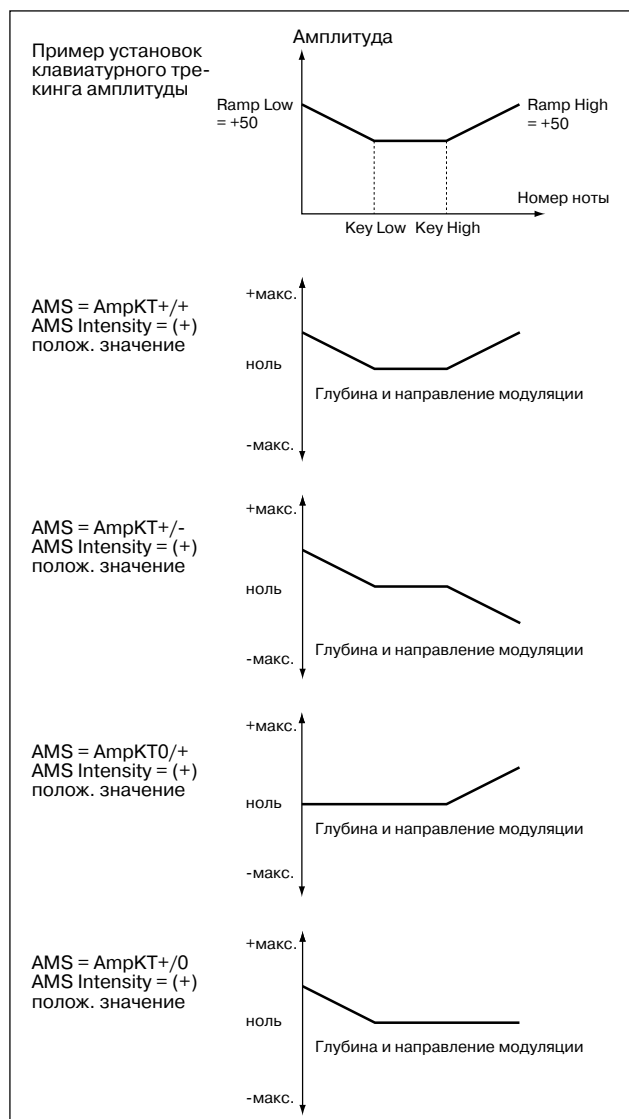 Пример установок
клавиатурного тре-
кинга амплитуды
Амплитуда
Ramp Low
= +50
Ramp High
= +50
Номер ноты
Key Low
Key High
AMS = AmpKT+/+
AMS Intensity = (+)
полож. значение
+макс.
ноль
Глубина и направление модуляции
-макс.
AMS = AmpKT+/-
AMS Intensity = (+)
полож. значение
+макс.
ноль
Глубина и направление модуляции
-макс.
AMS = AmpKT0/+
AMS Intensity = (+)
полож. значение
+макс.
ноль
Глубина и направление модуляции
-макс.
AMS = AmpKT+/0
AMS Intensity = (+)
полож. значение
+макс.
ноль
Глубина и направление модуляции
-макс.